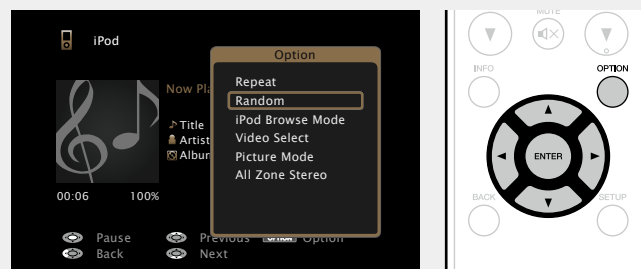 iPod
Option
Now Pla
Repeat
Random
iPod Browse Mode
Video Select
Picture Mode
All Zone Stereo
Title
Artist
Album
00:06 100%
Pause Previous OPTION Option
Back Next
MUTE
INFO OPTION
ENTER
BACK SETUP